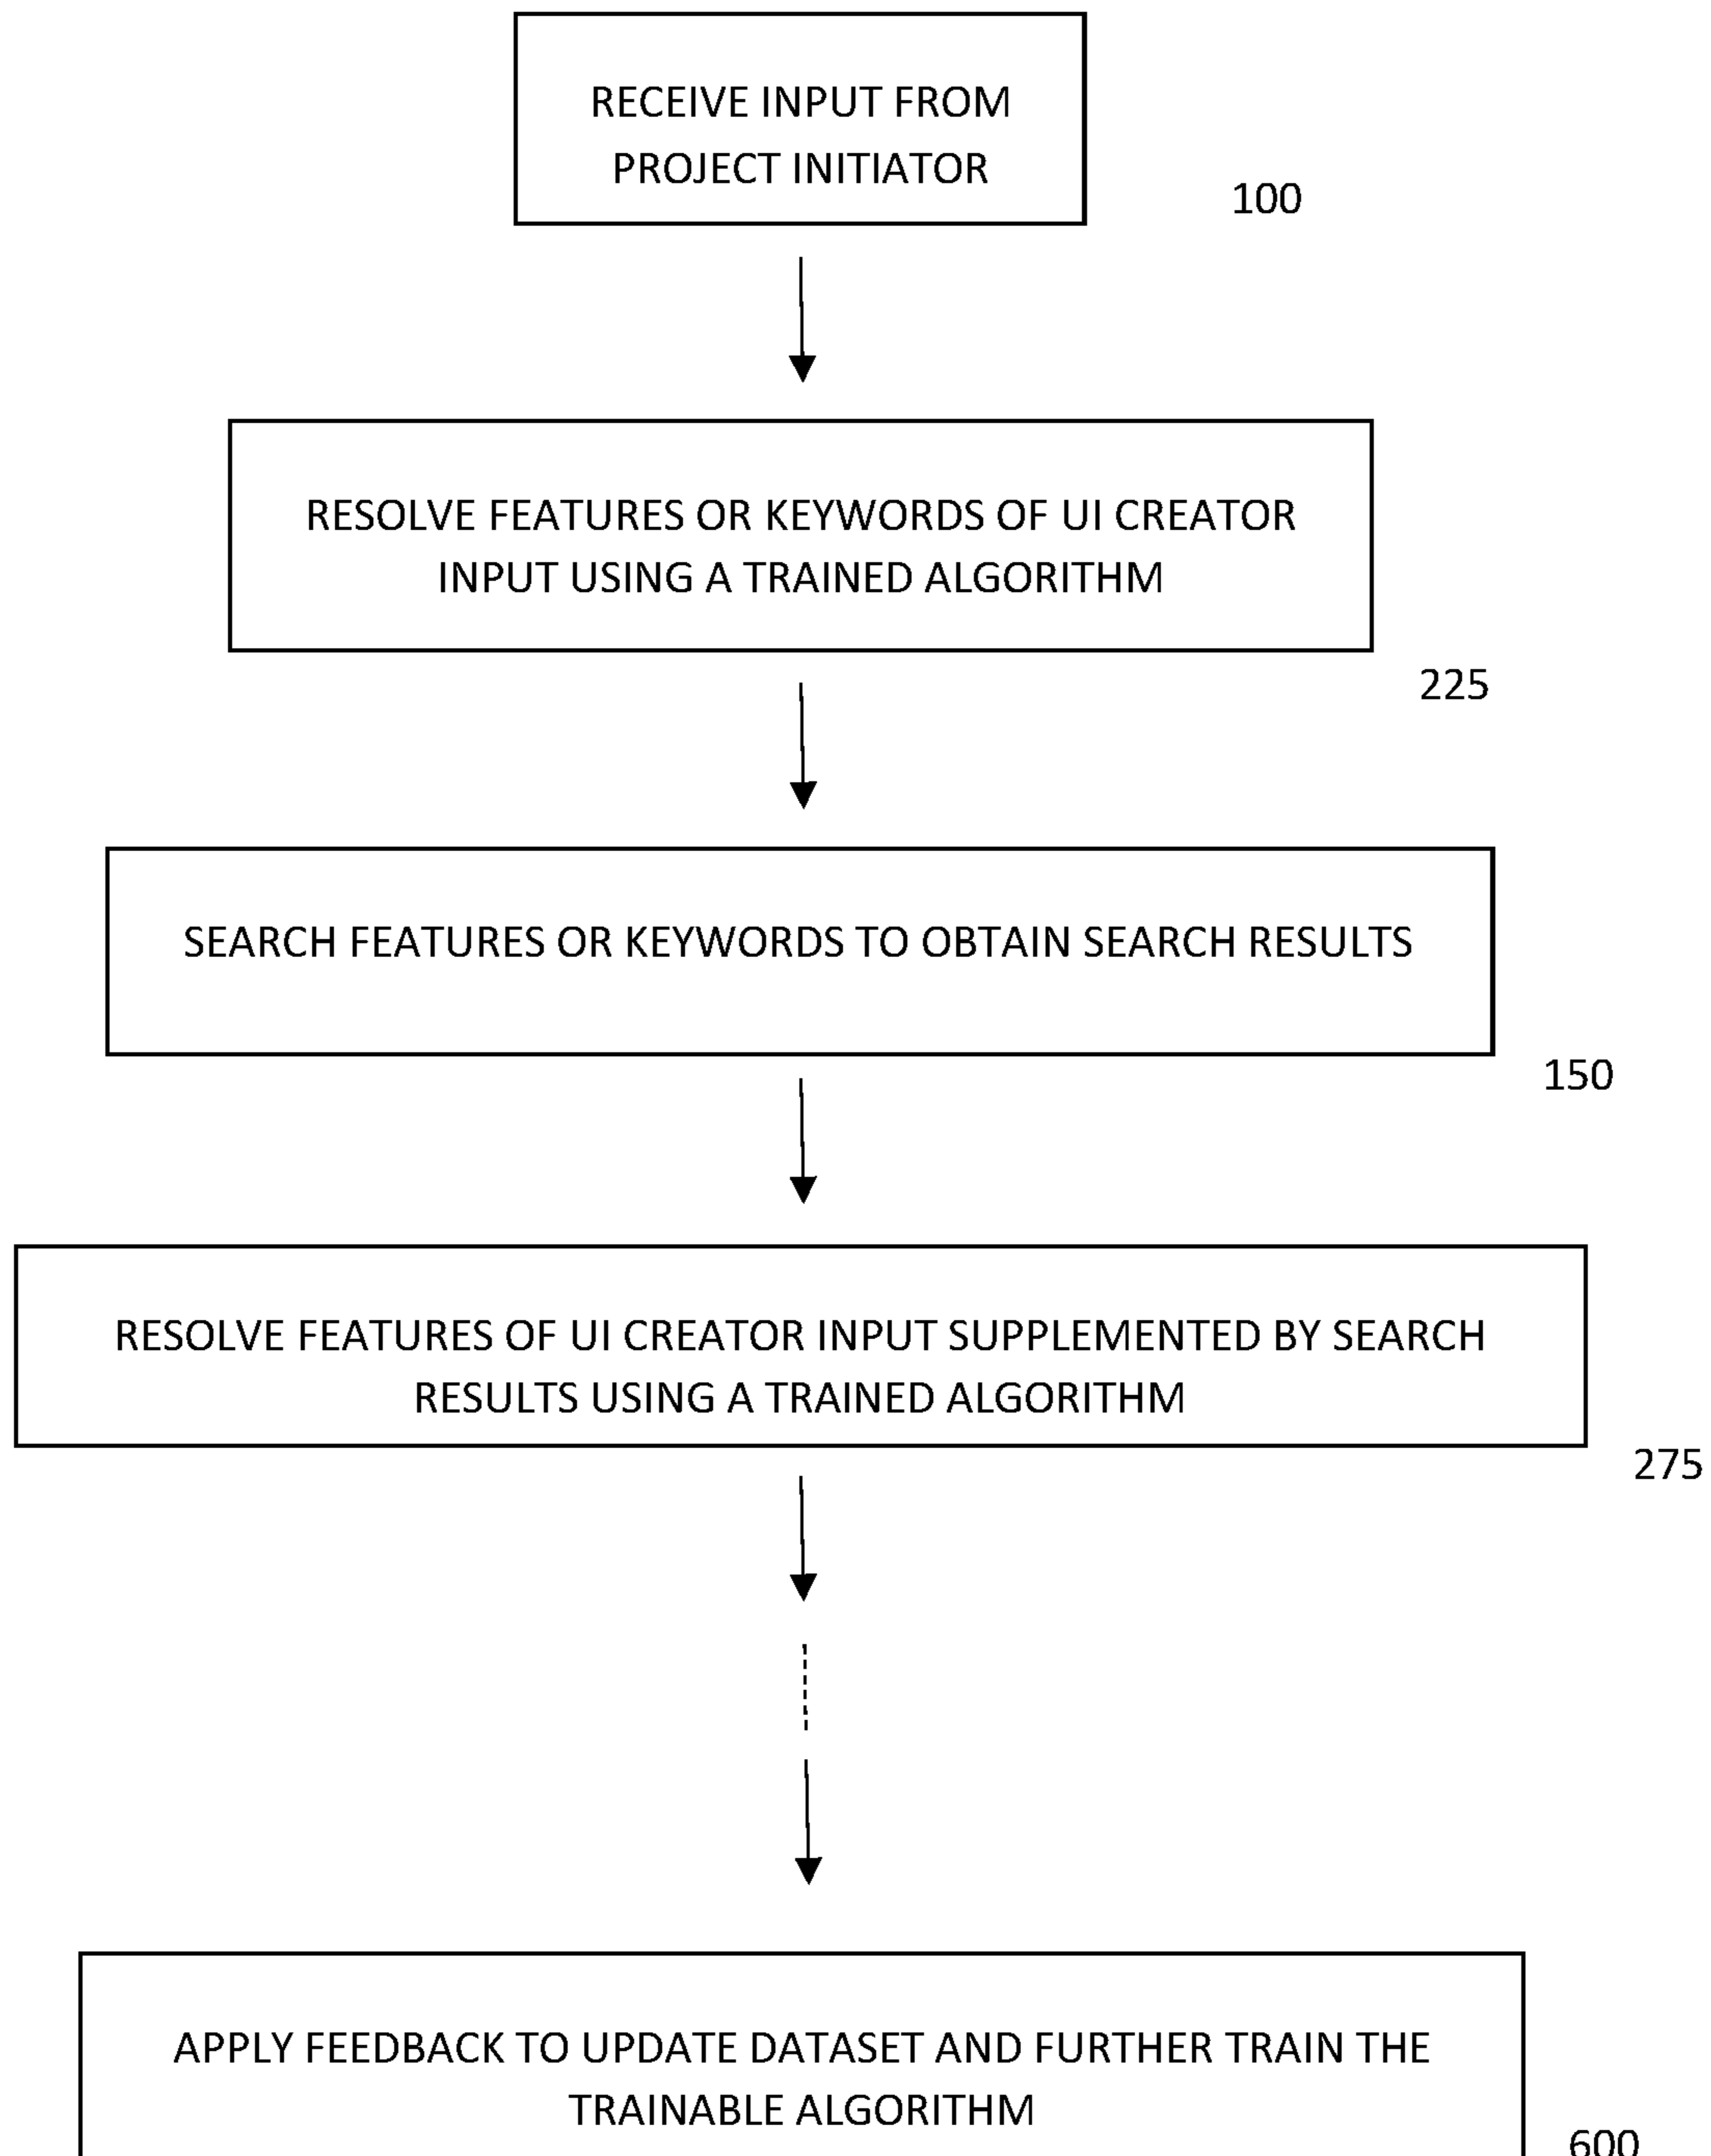 RECEIVE INPUT FROM
PROJECT INITIATOR
100
RESOLVE FEATURES OR KEYWORDS OF UI CREATOR
INPUT USING A TRAINED ALGORITHM
225
SEARCH FEATURES OR KEYWORDS TO OBTAIN SEARCH RESULTS
150
RESOLVE FEATURES OF UI CREATOR INPUT SUPPLEMENTED BY SEARCH
RESULTS USING A TRAINED ALGORITHM
275
APPLY FEEDBACK TO UPDATE DATASET AND FURTHER TRAIN THE
TRAINABLE ALGORITHM
600